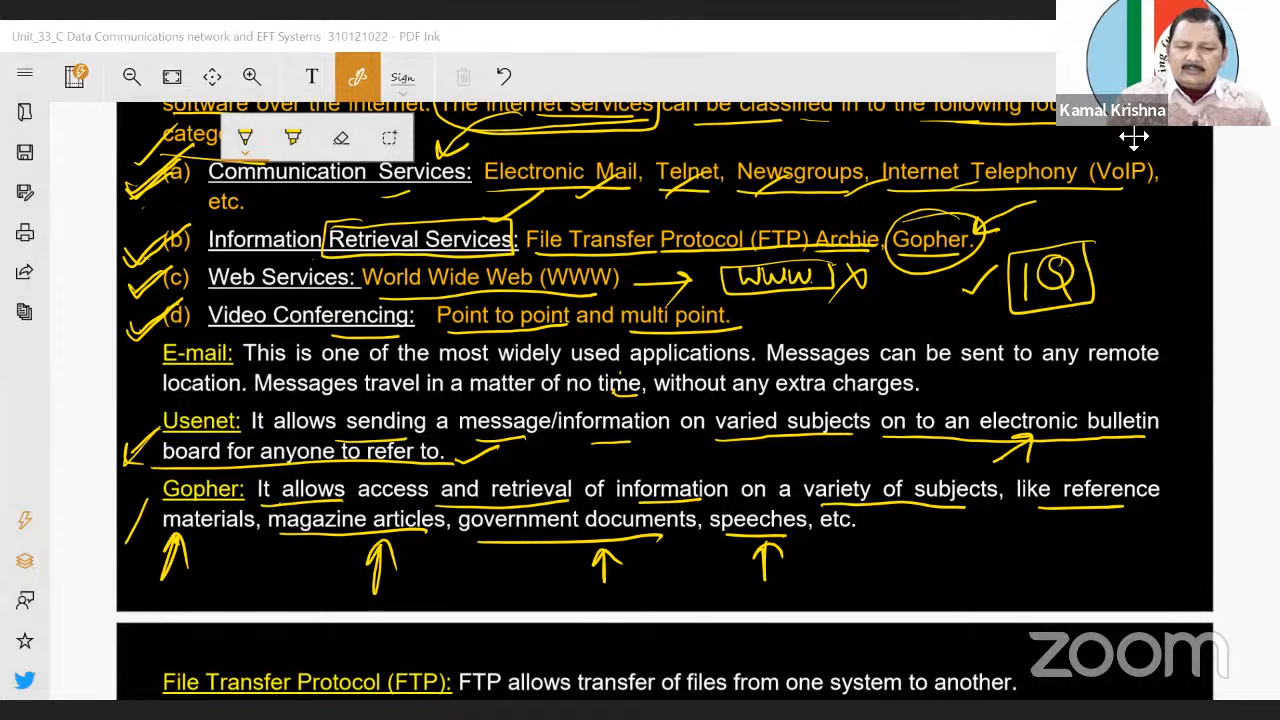 Unit_33_C Data Communications network and EFT Systems 310121022 - PDF Ink
T
Sign
Kamal Krishna
software over the internet. (The internet services can be classified in to the following
(a) Communication Services: Electronic Mail, Telnet, Newsgroups, Internet Telephony (VoIP),
etc.
(b) Information Retrieval Services: File Transfer Protocol (FTP) Archie, Gopher.
(c) Web Services: World Wide Web (WWW)
WWW
1Q
(d) Video Conferencing: Point to point and multi point.
E-mail: This is one of the most widely used applications. Messages can be sent to any remote
location. Messages travel in a matter of no time, without any extra charges.
Usenet: It allows sending a message/information on varied subjects on to an electronic bulletin
board for anyone to refer to.
Gopher: It allows access and retrieval of information on a variety of subjects, like reference
materials, magazine articles, government documents, speeches, etc.
zoom
File Transfer Protocol (FTP): FTP allows transfer of files from one system to another.